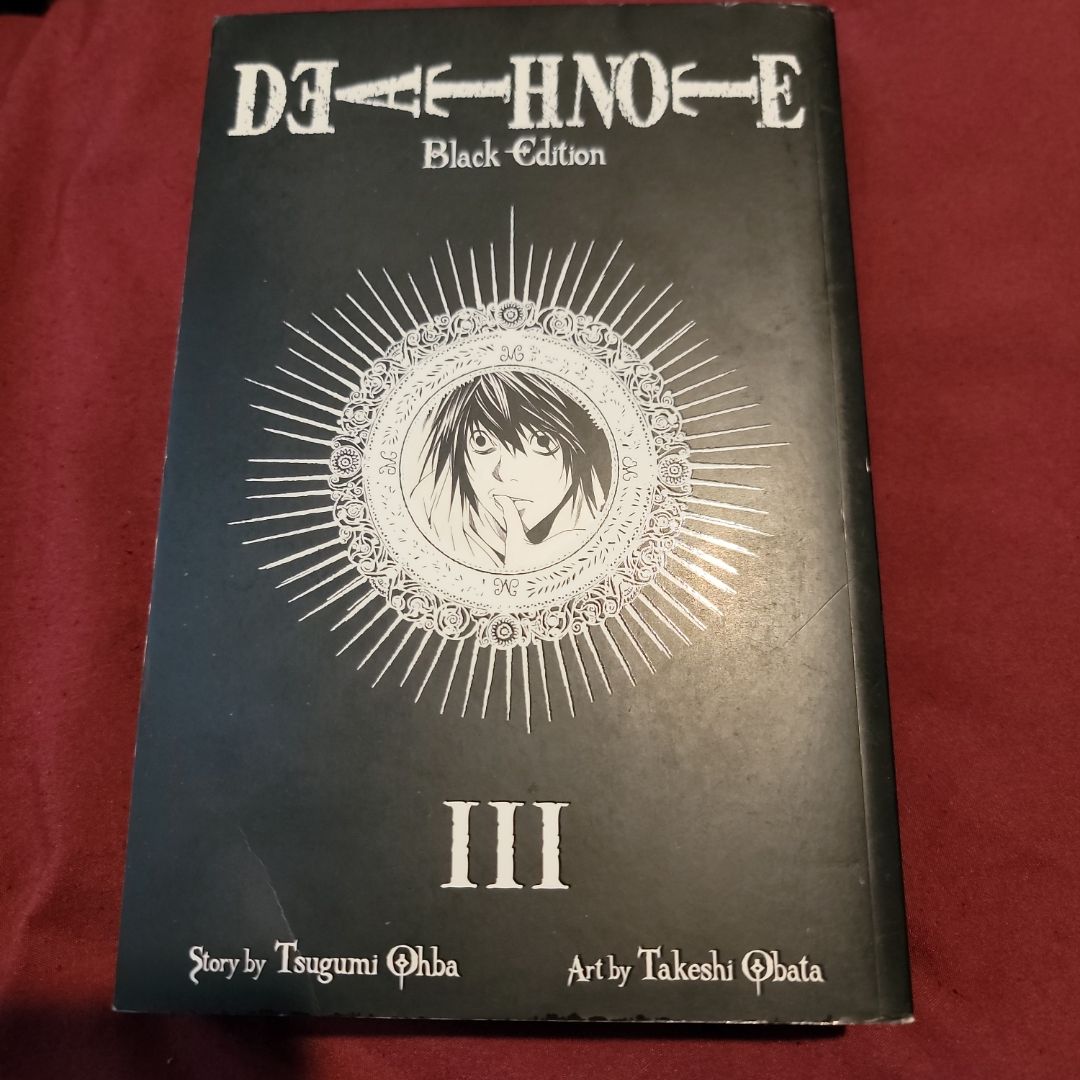 DEATH NOTE
Black Edition
III
Story by Tsugumi Ohba
Art by Takeshi Obata